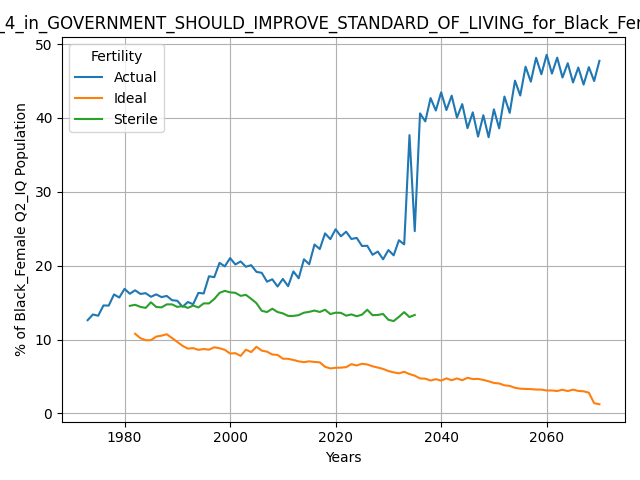 _4_in_GOVERNMENT_SHOULD_IMPROVE_STANDARD_OF_LIVING_for_Black_Fer
Fertility
Actual
Ideal
Sterile
% of Black_Female Q2_IQ Population
50
40
30
20
10
0
1980 2000 2020 2040 2060
Years